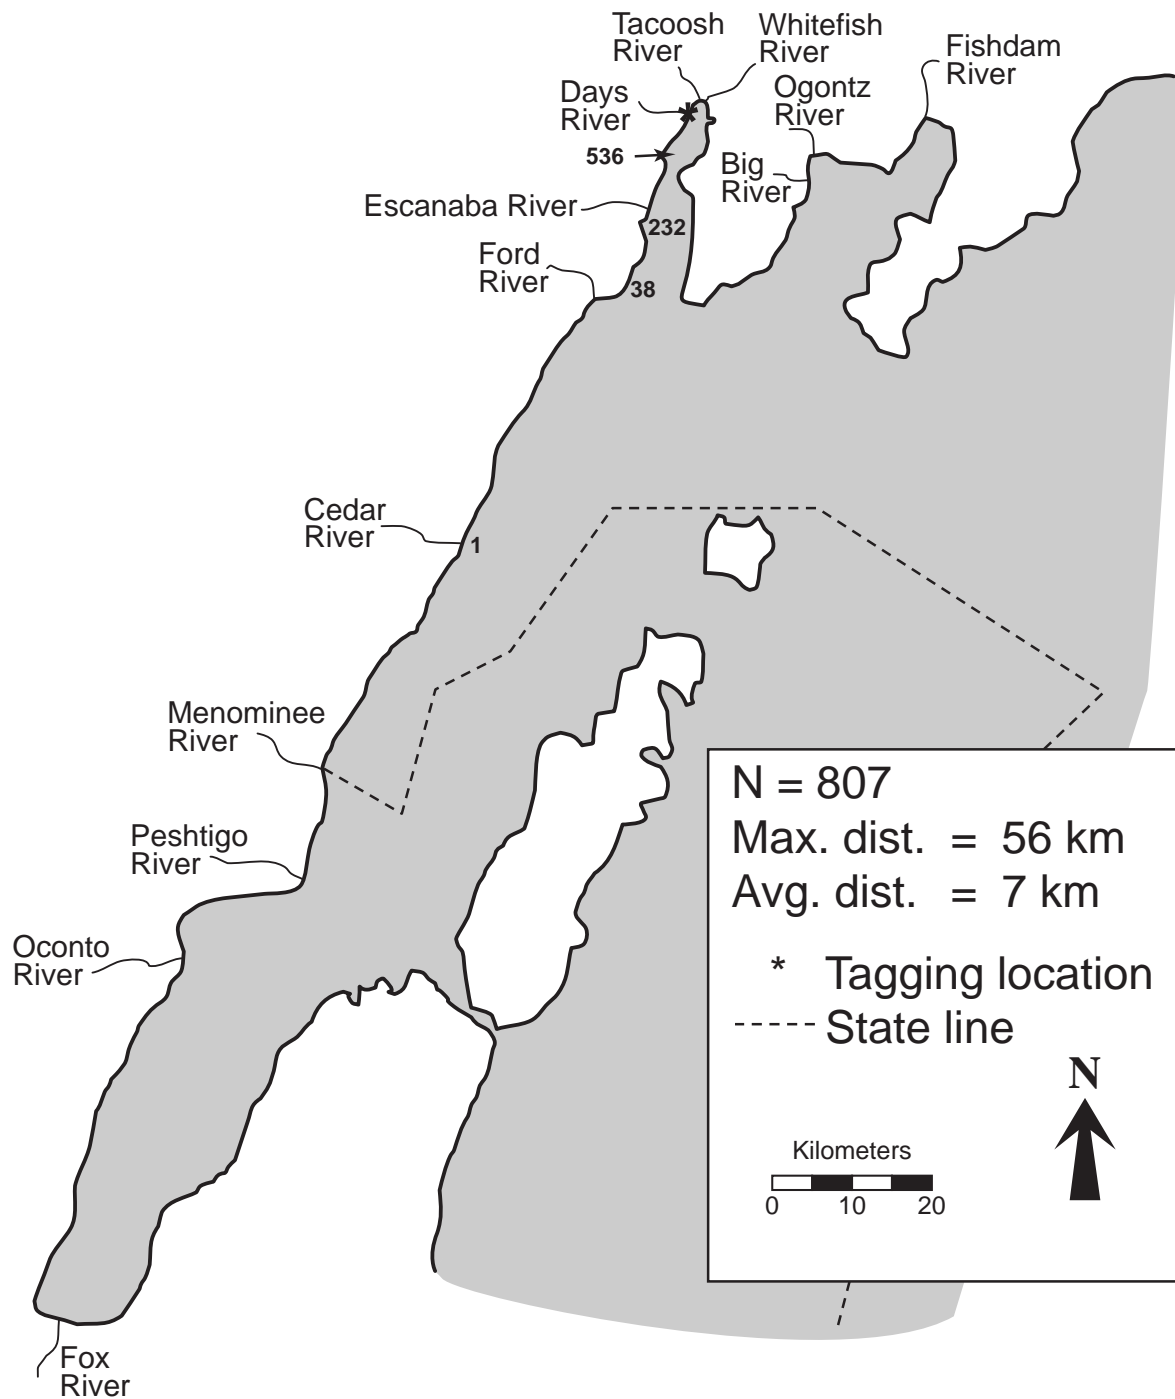 Tacoosh
River
Whitefish
River
Fishdam
River
Days
River
Ogontz
River
536
Big
River
Escanaba River
232
Ford
River
38
Cedar
River
1
Menominee
River
Peshtigo
River
Oconto
River
Fox
River
N = 807
Max. dist. = 56 km
Avg. dist. = 7 km
* Tagging location
State line
N
Kilometers
0 10 20